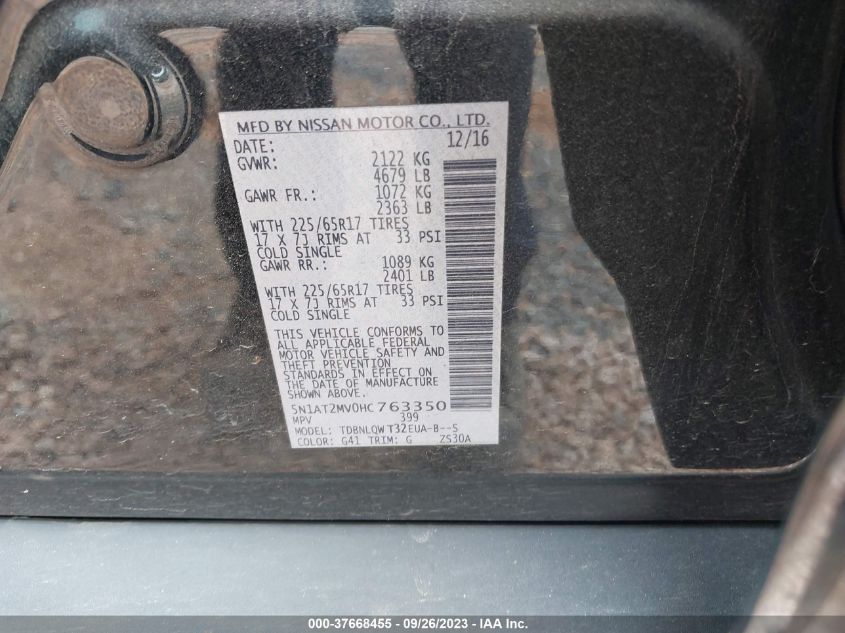 MFD BY NISSAN MOTOR CO., LTD.
DATE: 12/16
GVWR: 2122 KG
4679 LB
GAWR FR.: 1072 KG
2363 LB
WITH 225/65R17 TIRES
17 X 7J RIMS AT 33 PSI
COLD SINGLE
GAWR RR.: 1089 KG
2401 LB
WITH 225/65R17 TIRES
17 X 7J RIMS AT 33 PSI
COLD SINGLE
THIS VEHICLE CONFORMS TO
ALL APPLICABLE FEDERAL
MOTOR VEHICLE SAFETY AND
THEFT PREVENTION
STANDARDS IN EFFECT ON
THE DATE OF MANUFACTURE
5N1AT2MV0HC763350
MPV 399
MODEL: TDBNLQWT32EUA-B--S
COLOR: G41 TRIM: G ZS30A
000-37668455 - 09/26/2023 - IAA Inc.